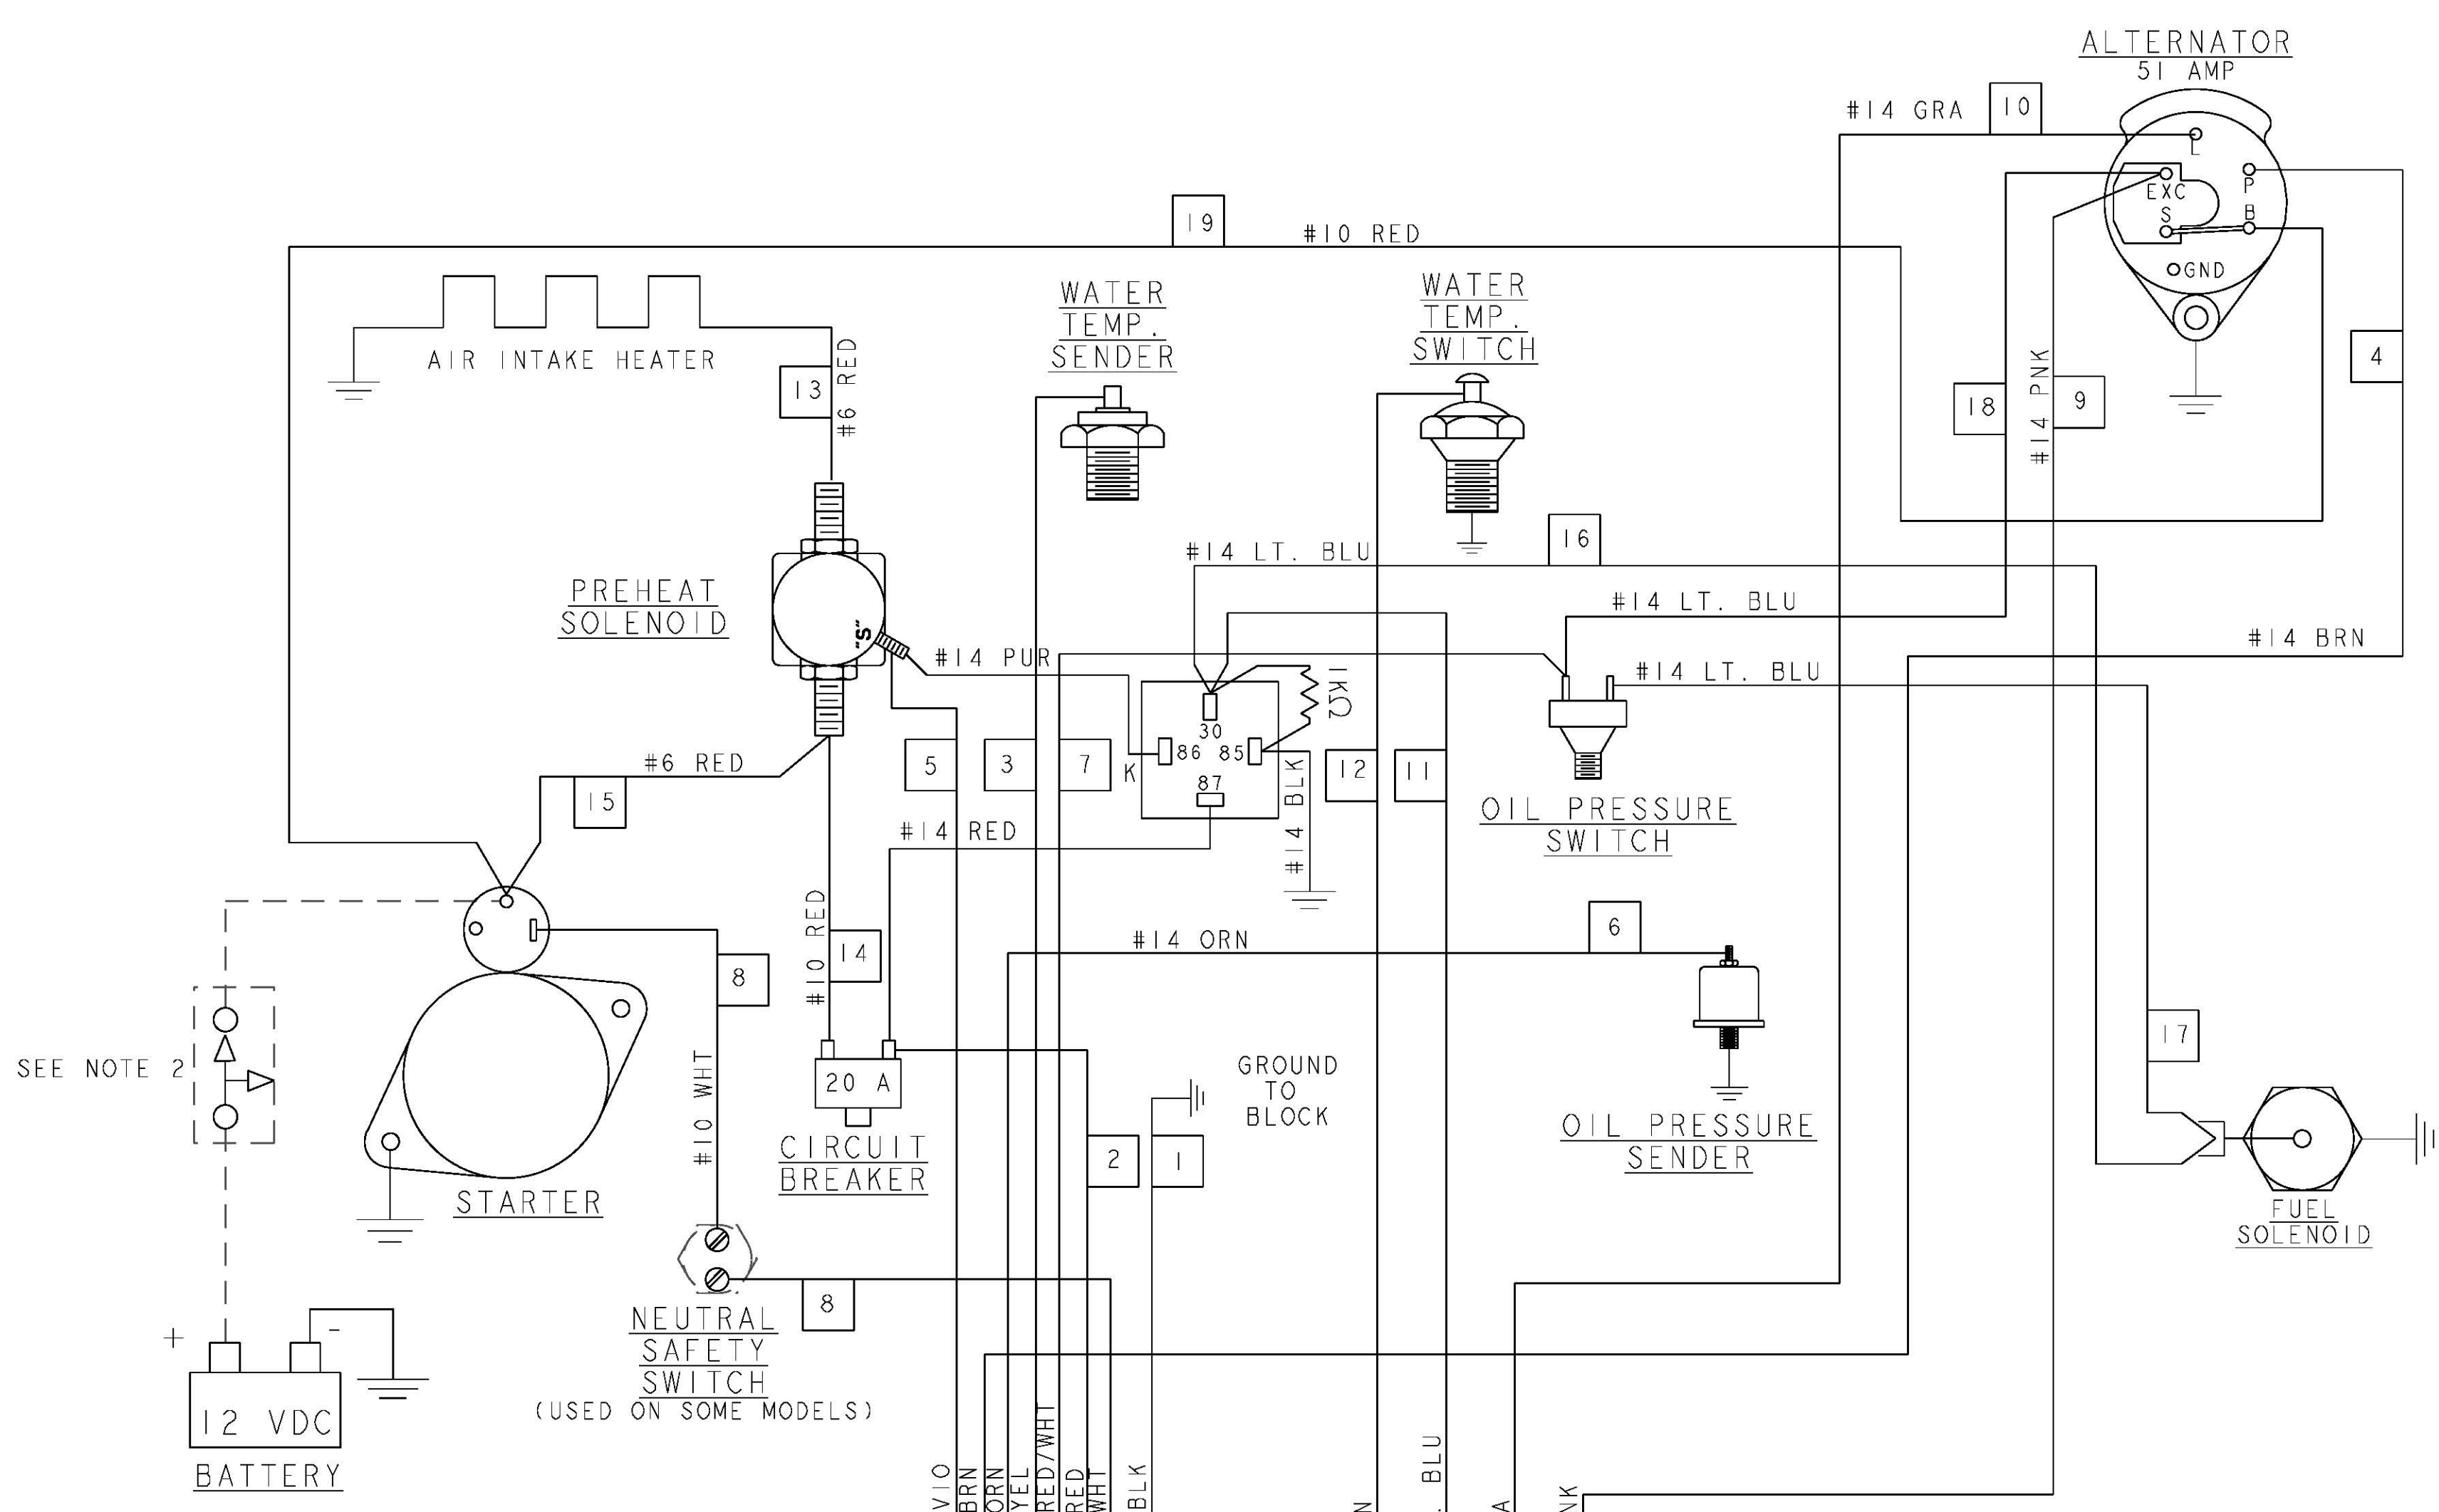 ALTERNATOR
51 AMP
#14 GRA
10
L
EXC
P
S
B
GND
19
#10 RED
AIR INTAKE HEATER
13
#6 RED
WATER
TEMP.
SENDER
WATER
TEMP.
SWITCH
18
#14 PNK
9
4
PREHEAT
SOLENOID
"S"
#14 PUR
#14 LT. BLU
16
#14 LT. BLU
#14 LT. BLU
#14 BRN
1KΩ
30
86
85
87
K
#14 BLK
#6 RED
15
5
3
7
12
11
#14 RED
OIL PRESSURE
SWITCH
#10 RED
14
8
#14 ORN
6
17
SEE NOTE 2
#10 WHT
20 A
CIRCUIT
BREAKER
GROUND
TO
BLOCK
2
1
OIL PRESSURE
SENDER
STARTER
FUEL
SOLENOID
8
NEUTRAL
SAFETY
SWITCH
(USED ON SOME MODELS)
+
-
12 VDC
BATTERY
VIO
BRN
ORN
YEL
RED/WHT
RED
WHT
BLK
N
. BLU
A
NK